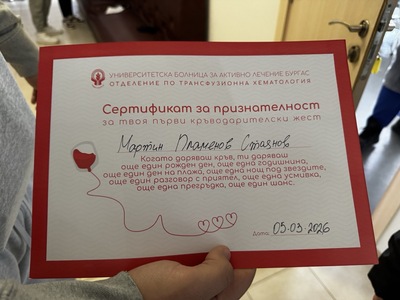 УНИВЕРСИТЕТСКА БОЛНИЦА ЗА АКТИВНО ЛЕЧЕНИЕ БУРГАС
ОТДЕЛЕНИЕ ПО ТРАНСФУЗИОННА ХЕМАТОЛОГИЯ
Сертификат за признателност
за твоя първи кръводарителски жест
Мартин Пламенов Стаянов
Когато даряваш кръв, ти даряваш
още един рожден ден, още една годишнина,
още един ден на плажа, още една нощ под звездите,
още един разговор с приятел, още една усмивка,
още една прегръдка, още един шанс.
Дата: 05.03.2026